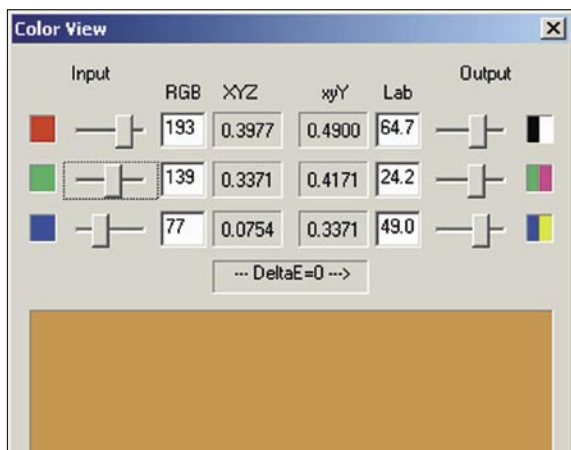 Color View
Input Output
RGB XYZ xyY Lab
193 0.3977 0.4900 64.7
139 0.3371 0.4171 24.2
77 0.0754 0.3371 49.0
--- DeltaE=0 --->